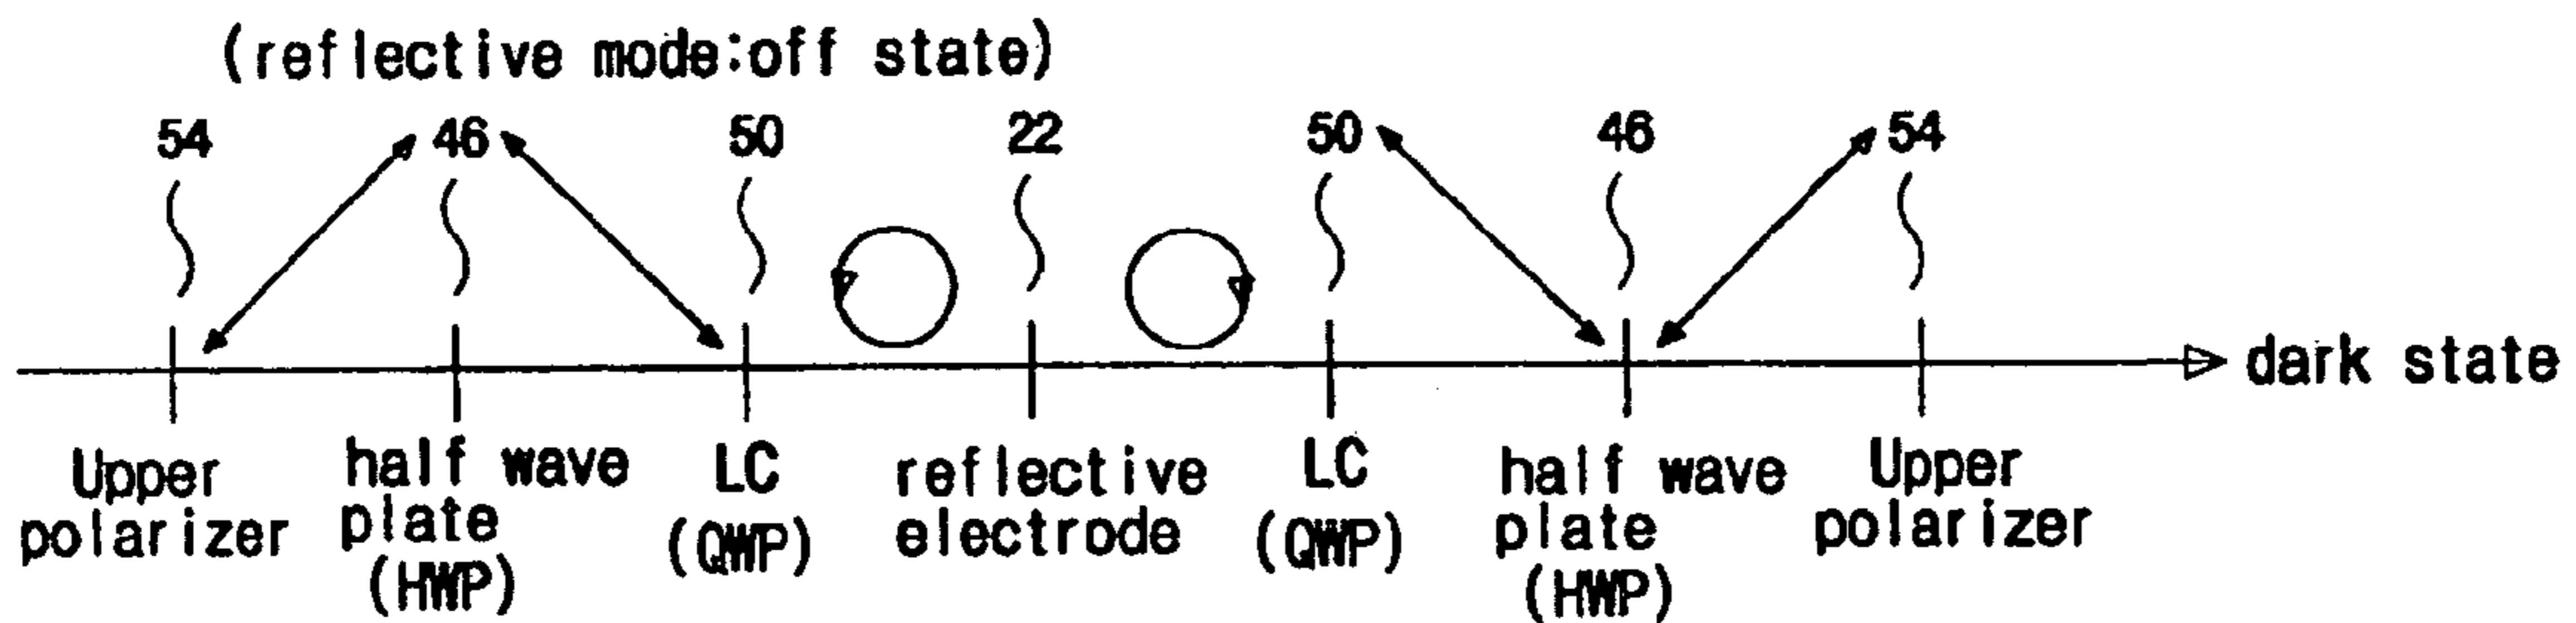 (reflective mode:off state)
54 46 50 22 50 46 54
dark state
Upper polarizer
half wave plate (HWP)
LC (QWP)
reflective electrode
LC (QWP)
half wave plate (HWP)
Upper polarizer